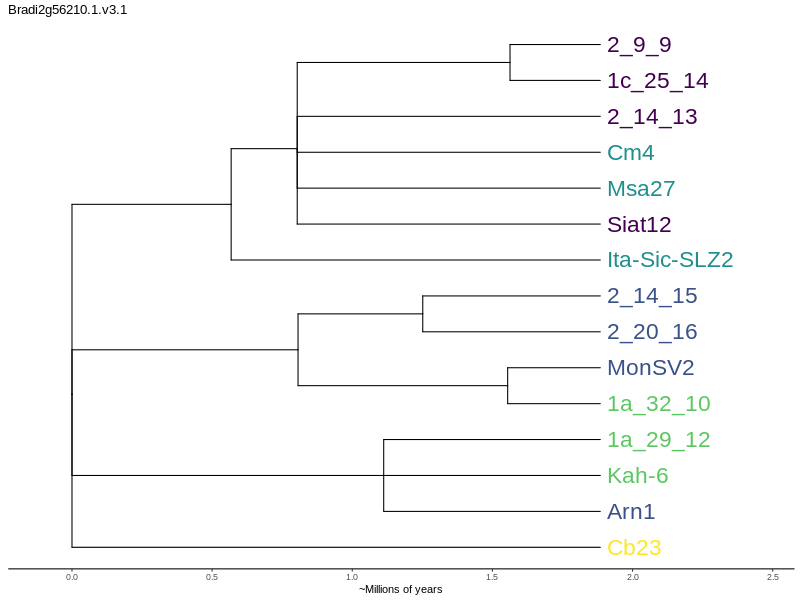 Bradi2g56210.1.v3.1
2_9_9
1c_25_14
2_14_13
Cm4
Msa27
Siat12
Ita-Sic-SLZ2
2_14_15
2_20_16
MonSV2
1a_32_10
1a_29_12
Kah-6
Arn1
Cb23
0.0 0.5 1.0 1.5 2.0 2.5
~Millions of years